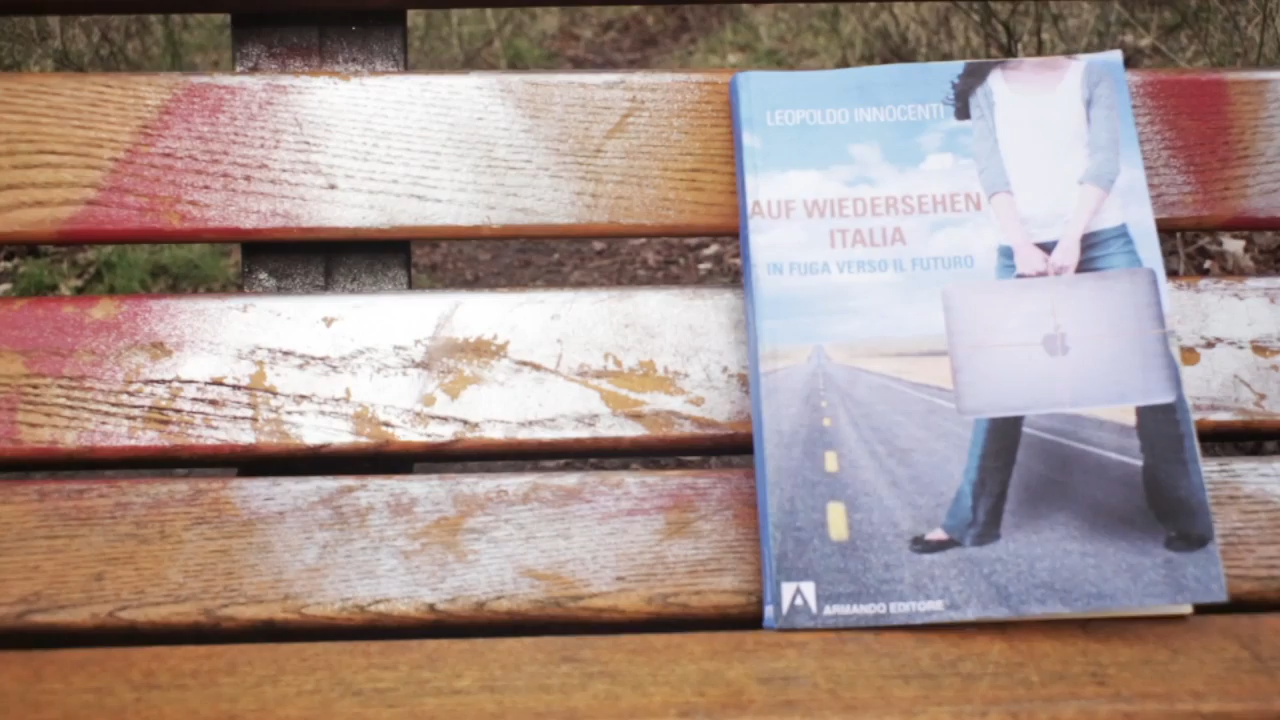 LEOPOLDO INNOCENTI
AUF WIEDERSEHEN
ITALIA
IN FUGA VERSO IL FUTURO
ARMANDO EDITORE